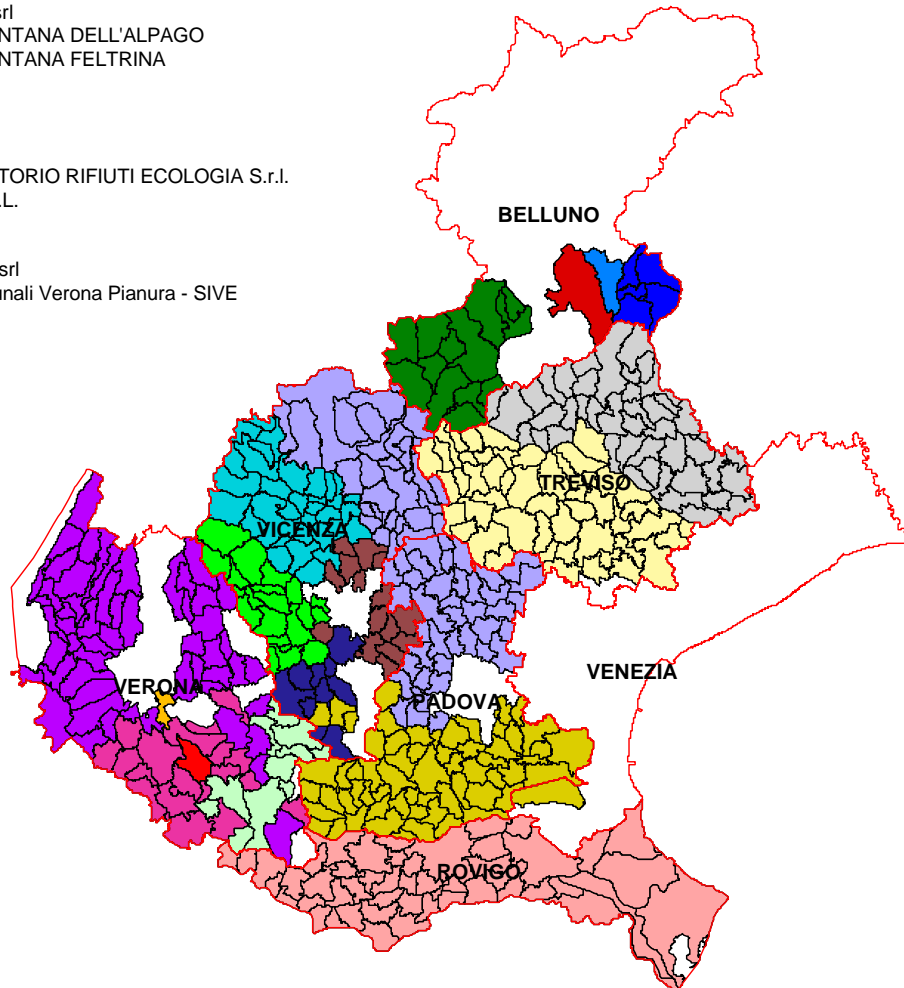 srl
NTANA DELL'ALPAGO
NTANA FELTRINA
TORIO RIFIUTI ECOLOGIA S.r.l.
.L.
srl
unali Verona Pianura - SIVE
BELLUNO
TREVISO
VICENZA
VENEZIA
VERONA
PADOVA
ROVIGO